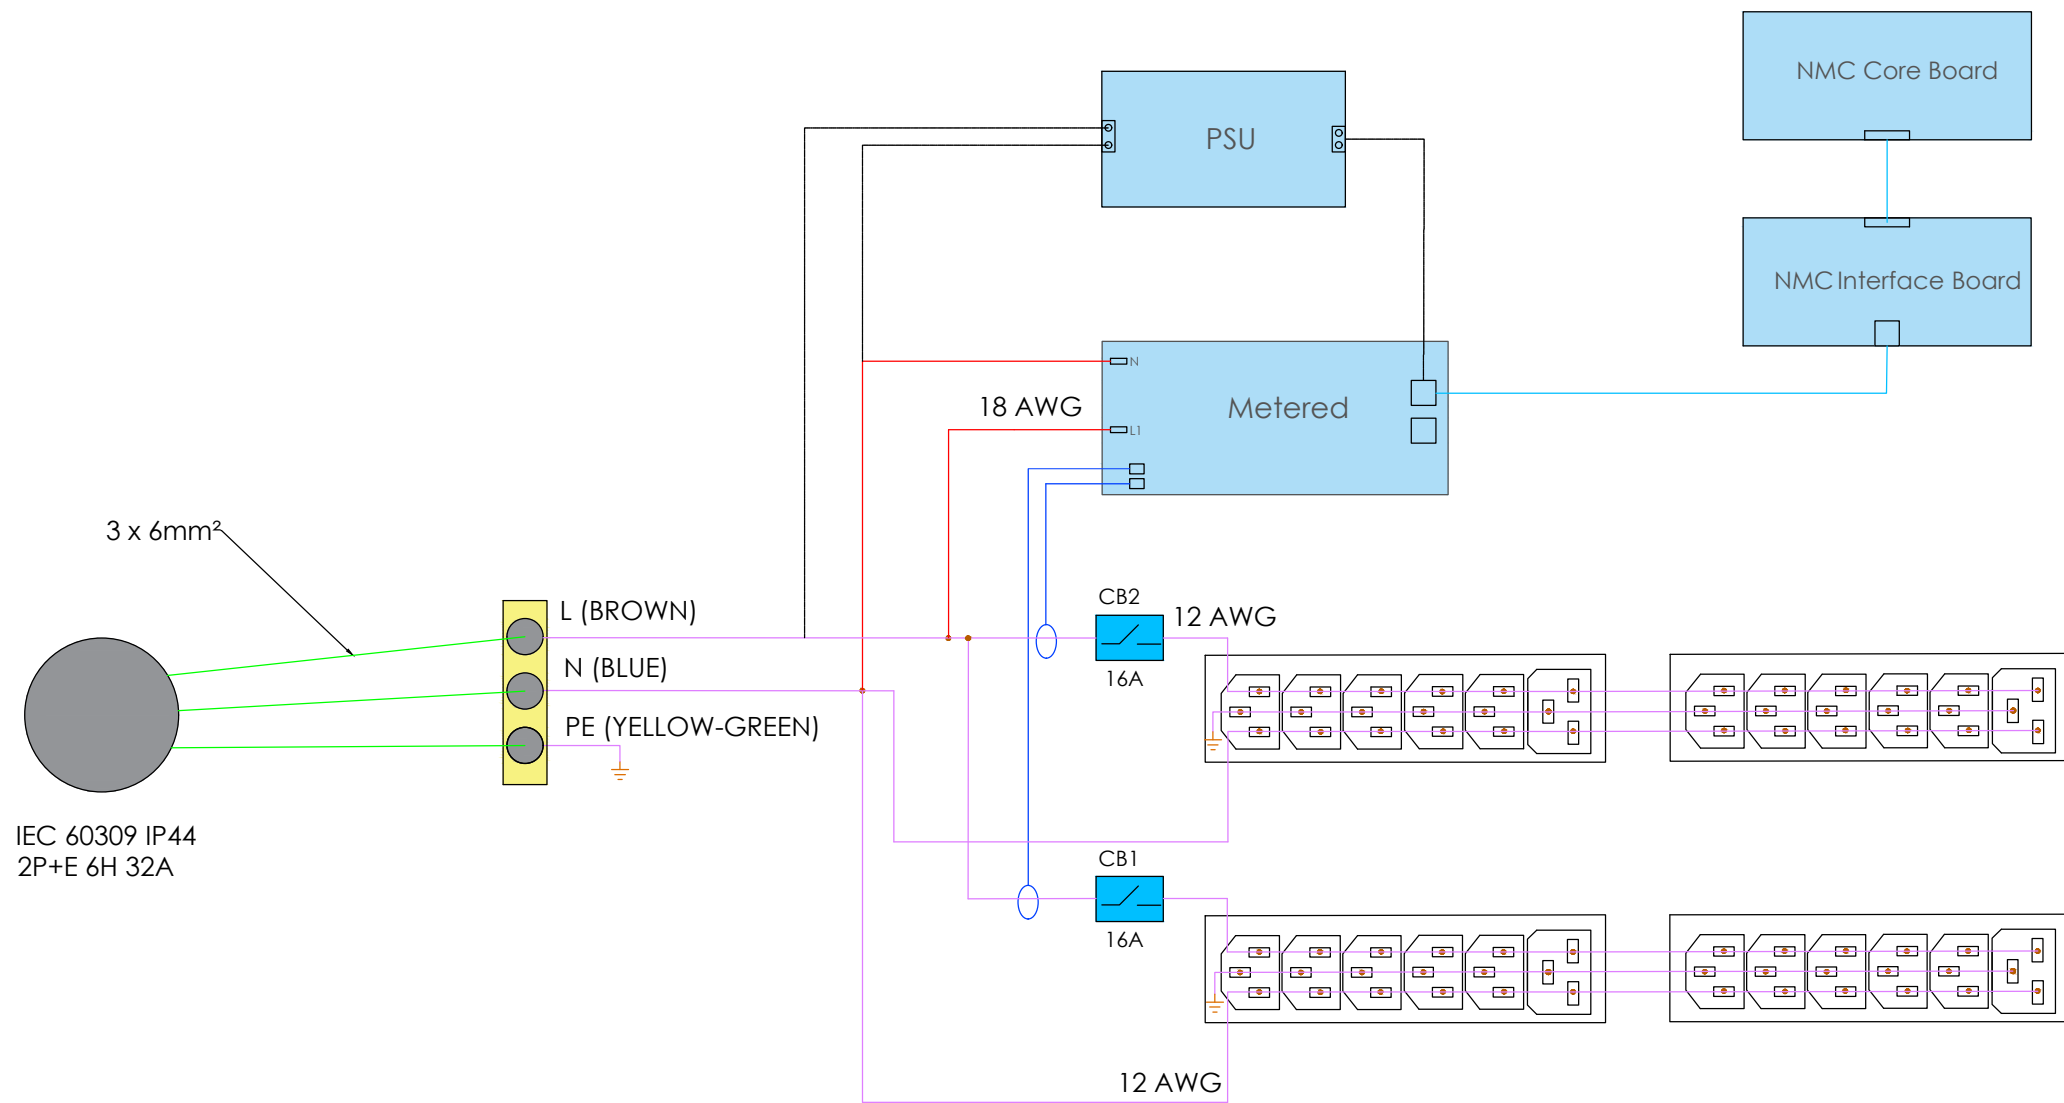 NMC Core Board
PSU
NMC Interface Board
N
18 AWG
Metered
L1
3 x 6mm²
L (BROWN)
CB2
12 AWG
N (BLUE)
16A
PE (YELLOW-GREEN)
IEC 60309 IP44
2P+E 6H 32A
CB1
16A
12 AWG